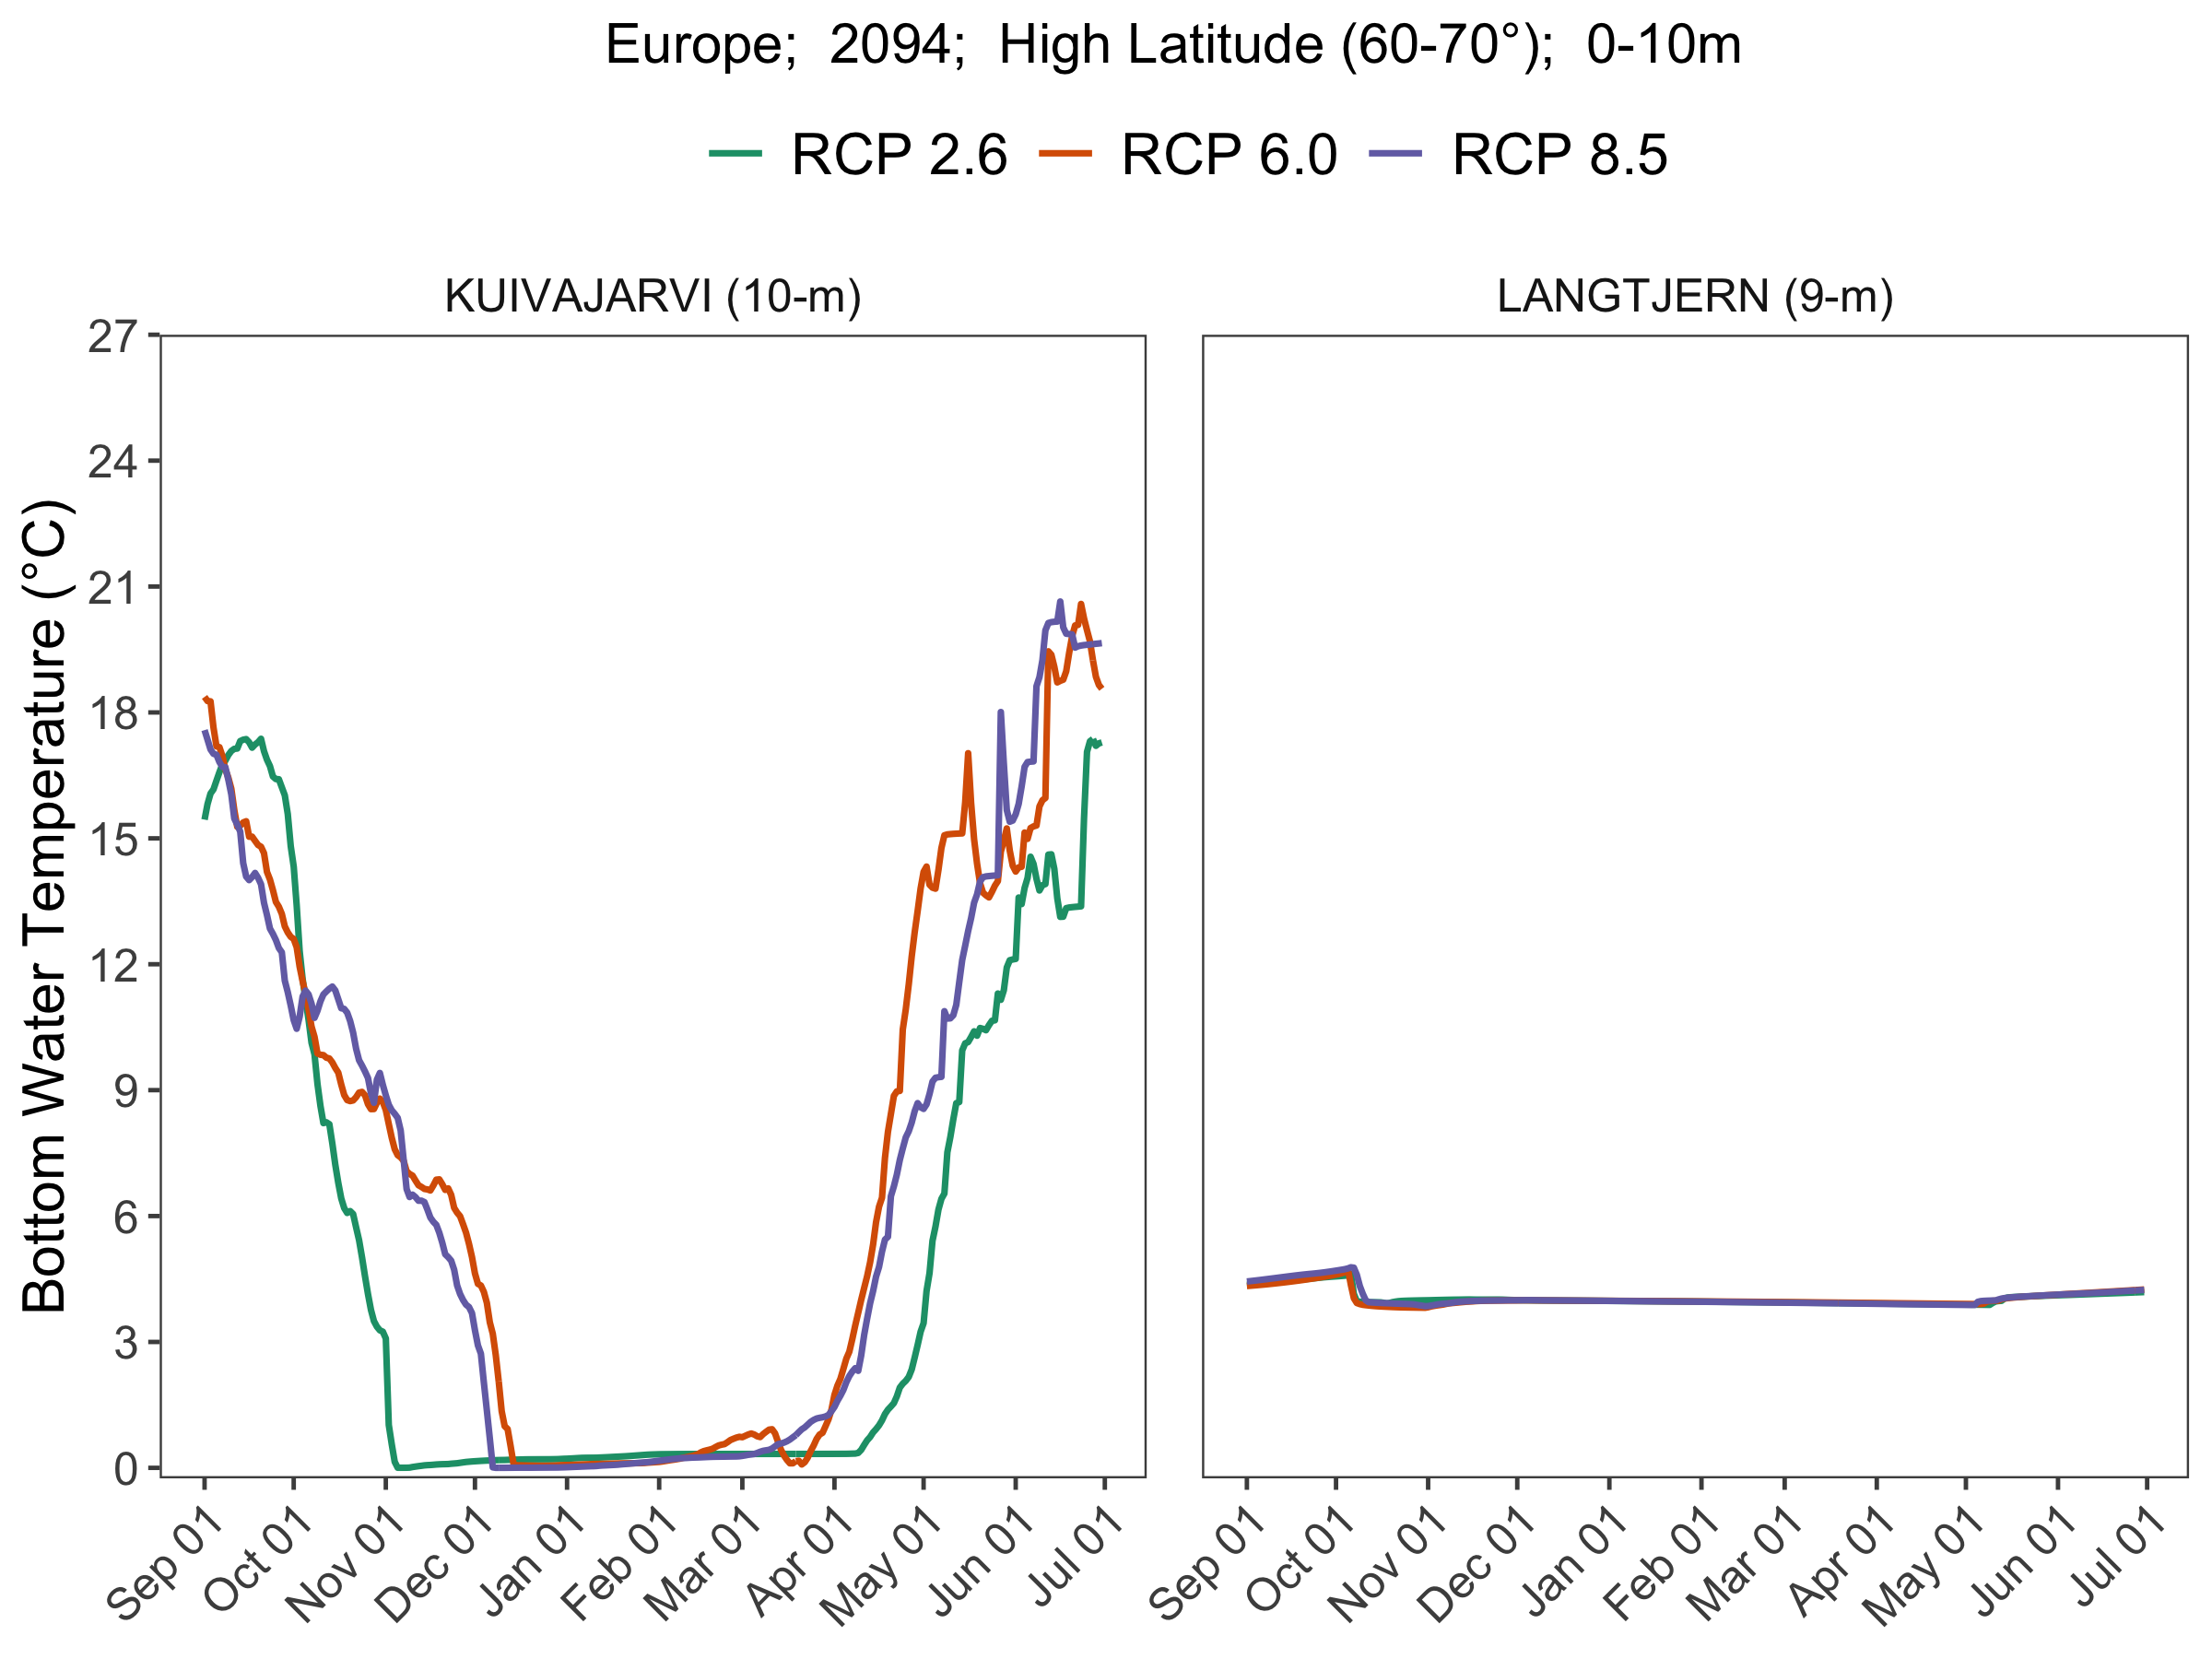 Europe;  2094;  High Latitude (60-70°);  0-10m
RCP 2.6 RCP 6.0 RCP 8.5
KUIVAJARVI (10-m)
LANGTJERN (9-m)
Bottom Water Temperature (°C)
27
24
21
18
15
12
9
6
3
0
Sep 01 Oct 01 Nov 01 Dec 01 Jan 01 Feb 01 Mar 01 Apr 01 May 01 Jun 01 Jul 01
Sep 01 Oct 01 Nov 01 Dec 01 Jan 01 Feb 01 Mar 01 Apr 01 May 01 Jun 01 Jul 01